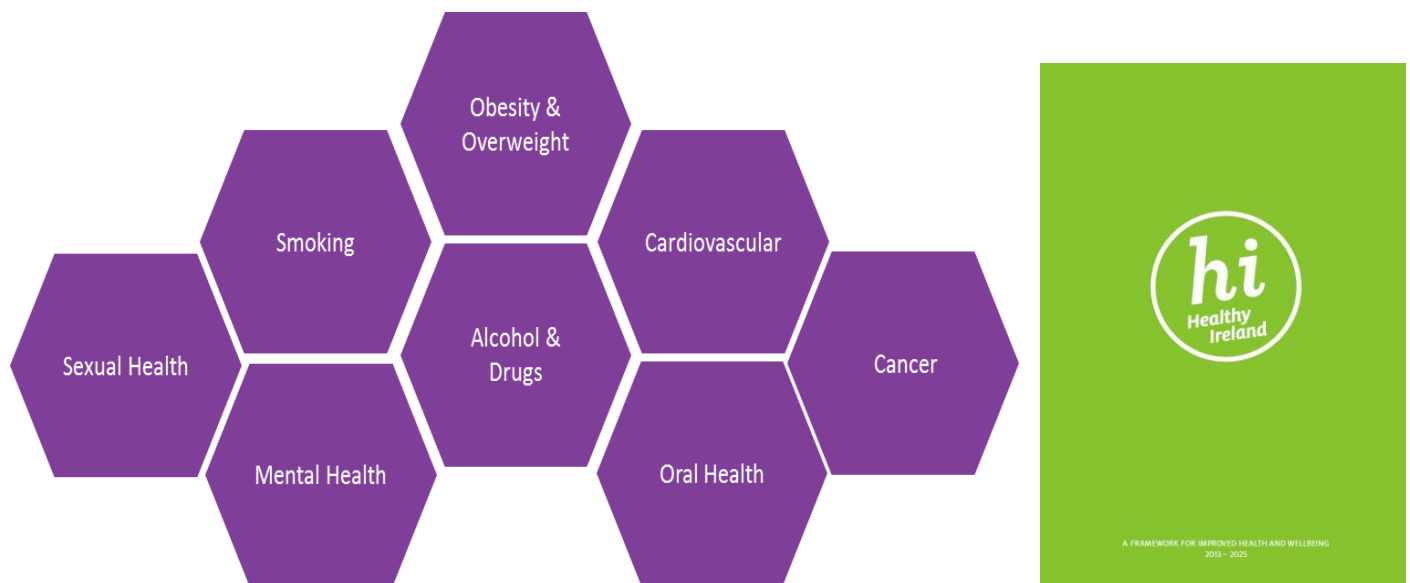 Obesity &
Overweight
Smoking
Cardiovascular
Sexual Health
Alcohol &
Drugs
Cancer
Mental Health
Oral Health
hi
Healthy
Ireland
A FRAMEWORK FOR IMPROVED HEALTH AND WELLBEING
2013 – 2025